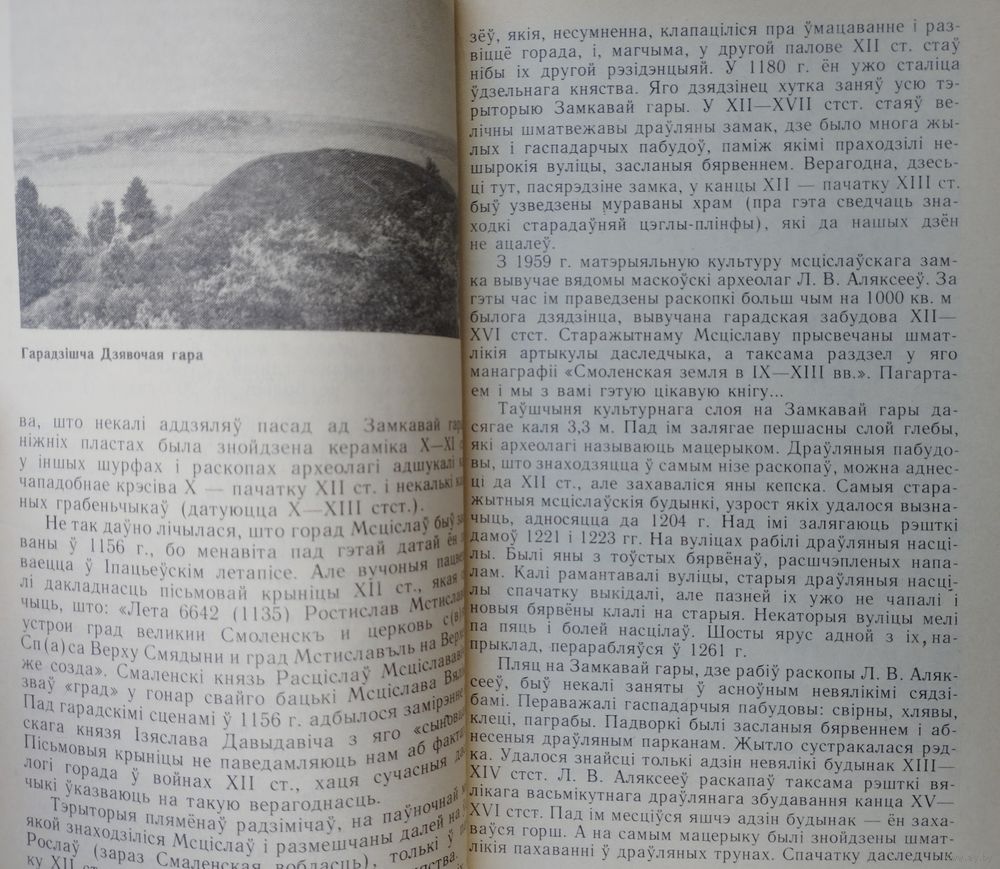 Гарадзішча Дзявочая гара
ва, што некалі аддзяляў пасад ад Замкавай гары
ніжніх пластах была знойдзена кераміка X—XI с
у іншых шурфах і раскопах археолагі адшукалі
чападобнае крэсіва X — пачатку XII ст. і некалькі
ных грабеньчыкаў (датуюцца X—XIII стст.).
Не так даўно лічылася, што горад Мсціслаў быў
ваны ў 1156 г., бо менавіта пад гэтай датай ён
ваецца ў Іпацьеўскім летапісе. Але вучоныя
лі дакладнасць пісьмовай крыніцы XII ст., якая
чыць, што: «Лета 6642 (1135) Ростислав Мстислав
устрои град великии Смоленскъ и церковь с(в)
Сп(а)са Верху Смядыни и град Мстиславъль на Верх
же созда». Смаленскі князь Расціслаў Мсціслававі
зваў «град» у гонар свайго бацькі Мсціслава
Пад гарадскімі сценамі ў 1156 г. адбылося замірэнне
скага князя Ізяслава Давыдавіча з яго «сыновц
Пісьмовыя крыніцы не паведамляюць нам аб
логі горада ў войнах XII ст., хаця сучасныя
чыкі ўказваюць на такую верагоднасць.
Тэрыторыя плямёнаў радзімічаў, на паўночнай
якой знаходзіліся Мсціслаў і размешчаны далей на
Рослаў (зараз Смаленская вобласць), толькі ў
ку XII ст.
зёў, якія, несумненна, клапаціліся пра ўмацаванне і раз-
віццё горада, і, магчыма, у другой палове XII ст. стаў
нібы іх другой рэзідэнцыяй. У 1180 г. ён ужо сталіца
ўдзельнага княства. Яго дзядзінец хутка заняў усю тэ-
рыторыю Замкавай гары. У XII—XVII стст. стаяў ве-
лічны шматвежавы драўляны замак, дзе было многа жы-
лых і гаспадарчых пабудоў, паміж якімі праходзілі не-
шырокія вуліцы, засланыя бярвеннем. Верагодна, дзесь-
ці тут, пасярэдзіне замка, у канцы XII — пачатку XIII ст.
быў узведзены мураваны храм (пра гэта сведчаць зна-
ходкі старадаўняй цэглы-плінфы), які да нашых дзён
не ацалеў.
З 1959 г. матэрыяльную культуру мсціслаўскага зам-
ка вывучае вядомы маскоўскі археолаг Л. В. Аляксееў. За
гэты час ім праведзены раскопкі больш чым на 1000 кв. м
былога дзядзінца, вывучана гарадская забудова XII—
XVI стст. Старажытнаму Мсціславу прысвечаны шмат-
лікія артыкулы даследчыка, а таксама раздзел у яго
манаграфіі «Смоленская земля в IX—XIII вв.». Пагарта-
ем і мы з вамі гэтую цікавую кнігу...
Таўшчыня культурнага слоя на Замкавай гары да-
сягае каля 3,3 м. Пад ім залягае першасны слой глебы,
які археолагі называюць мацерыком. Драўляныя пабудо-
вы, што знаходзяцца ў самым нізе раскопаў, можна аднес-
ці да XII ст., але захаваліся яны кепска. Самыя стара-
жытныя мсціслаўскія будынкі, узрост якіх удалося вызна-
чыць, адносяцца да 1204 г. Над імі залягаюць рэшткі
дамоў 1221 і 1223 гг. На вуліцах рабілі драўляныя насці-
лы. Былі яны з тоўстых бярвёнаў, расшчэпленых напа-
лам. Калі рамантавалі вуліцы, старыя драўляныя насці-
лы спачатку выкідалі, але пазней іх ужо не чапалі і
новыя бярвёны клалі на старыя. Некаторыя вуліцы мелі
па пяць і болей насцілаў. Шосты ярус адной з іх, на-
прыклад, перарабляўся ў 1261 г.
Пляц на Замкавай гары, дзе рабіў раскопы Л. В. Аляк-
сееў, быў некалі заняты ў асноўным невялікімі сядзі-
бамі. Пераважалі гаспадарчыя пабудовы: свірны, хлявы,
клеці, паграбы. Падворкі былі засланыя бярвеннем і аб-
несеныя драўляным парканам. Жытло сустракалася рэд-
ка. Удалося знайсці толькі адзін невялікі будынак XIII—
XIV стст. Л. В. Аляксееў раскапаў таксама рэшткі вя-
лікага васьмікутнага драўлянага збудавання канца XV—
XVI стст. Пад ім месціўся яшчэ адзін будынак — ён заха-
ваўся горш. А на самым мацерыку былі знойдзены шмат-
лікія пахаванні ў драўляных трунах. Спачатку даследчык